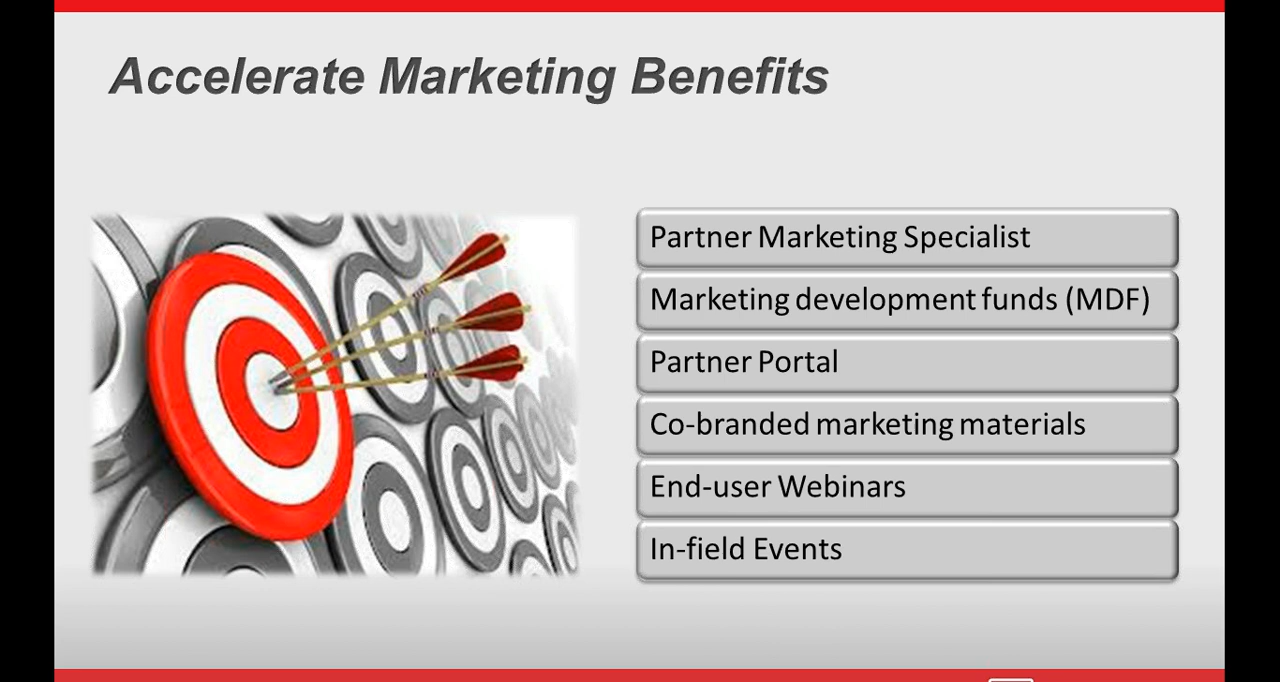 Accelerate Marketing Benefits
Partner Marketing Specialist
Marketing development funds (MDF)
Partner Portal
Co-branded marketing materials
End-user Webinars
In-field Events